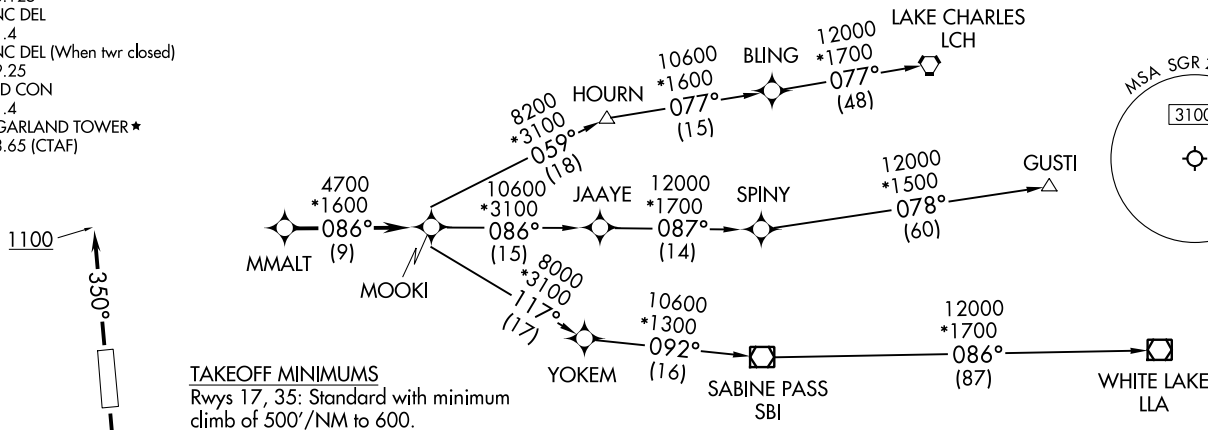 NC DEL
.4
NC DEL (When twr closed)
.25
D CON
.4
GARLAND TOWER ★
.65 (CTAF)
LAKE CHARLES
LCH
12000
*1700
077°
(48)
BLING
10600
*1600
077°
(15)
HOURN
8200
*3100
059°
(18)
MSA SGR
3100
GUSTI
12000
*1500
078°
(60)
SPINY
12000
*1700
087°
(14)
JAAYE
10600
*3100
086°
(15)
4700
*1600
086°
(9)
MMALT
MOOKI
1100
350°
8000
*3100
117°
(17)
YOKEM
10600
*1300
092°
(16)
SABINE PASS
SBI
12000
*1700
086°
(87)
WHITE LAKE
LLA
TAKEOFF MINIMUMS
Rwys 17, 35: Standard with minimum
climb of 500'/NM to 600.